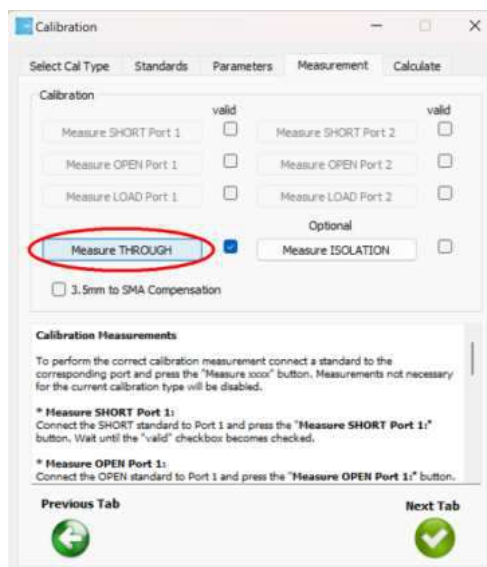 Calibration
Select Cal Type Standards Parameters Measurement Calculate
Calibration
valid valid
Measure SHORT Port 1 Measure SHORT Port 2
Measure OPEN Port 1 Measure OPEN Port 2
Measure LOAD Port 1 Measure LOAD Port 2
Optional
Measure THROUGH Measure ISOLATION
3.5mm to SMA Compensation
Calibration Measurements
To perform the correct calibration measurement connect a standard to the
corresponding port and press the "Measure xxxx" button. Measurements not necessary
for the current calibration type will be disabled.
* Measure SHORT Port 1:
Connect the SHORT standard to Port 1 and press the "Measure SHORT Port 1:"
button. Wait until the "valid" checkbox becomes checked.
* Measure OPEN Port 1:
Connect the OPEN standard to Port 1 and press the "Measure OPEN Port 1:" button.
Previous Tab Next Tab